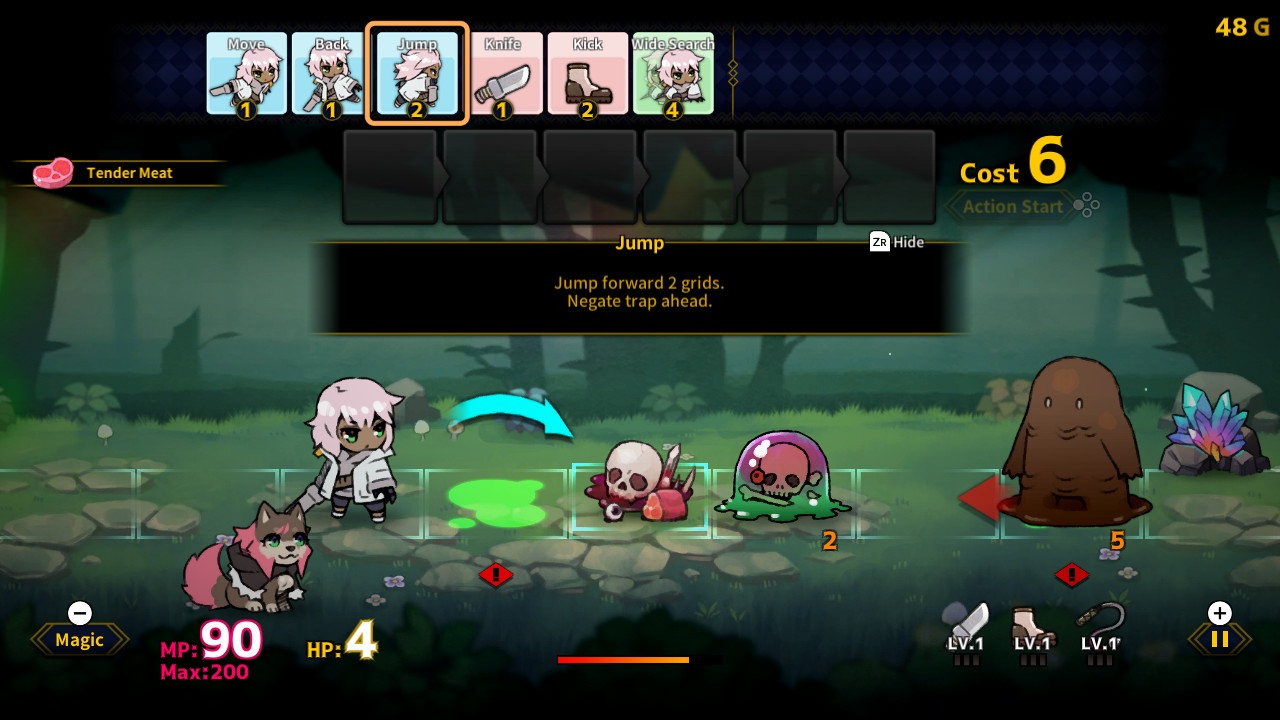 48 G
Move
Back
Jump
Knife
Kick
Wide Search
1
1
2
1
2
4
Tender Meat
Cost 6
Action Start
Jump
ZR Hide
Jump forward 2 grids.
Negate trap ahead.
2
5
!
!
Magic
MP:90
Max:200
HP:4
LV.1
LV.1
LV.1